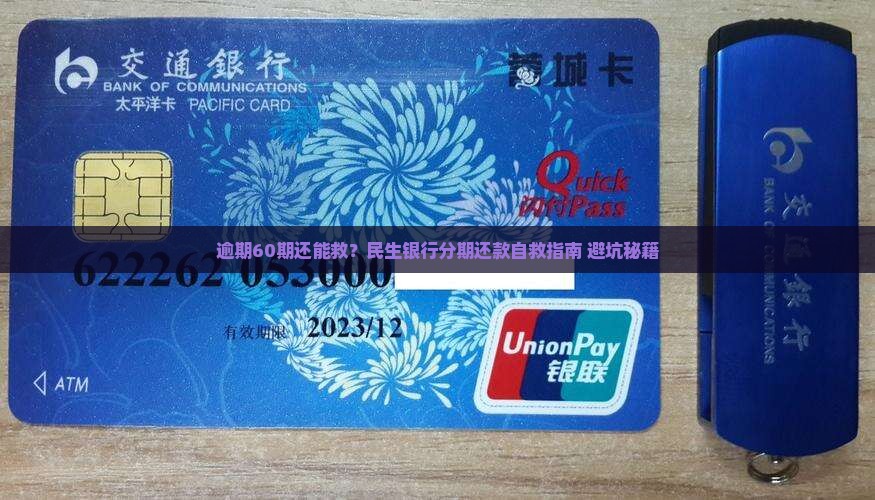 交通銀行
BANK OF COMMUNICATIONS
太平洋卡 PACIFIC CARD
蓉城卡
Quick
闪付Pass
逾期60期还能救？民生银行分期还款自救指南 避坑秘籍
622262 053000
有效期限 2023/12
ATM
UnionPay
银联
交通銀行
BANK OF COMMUNICATIONS